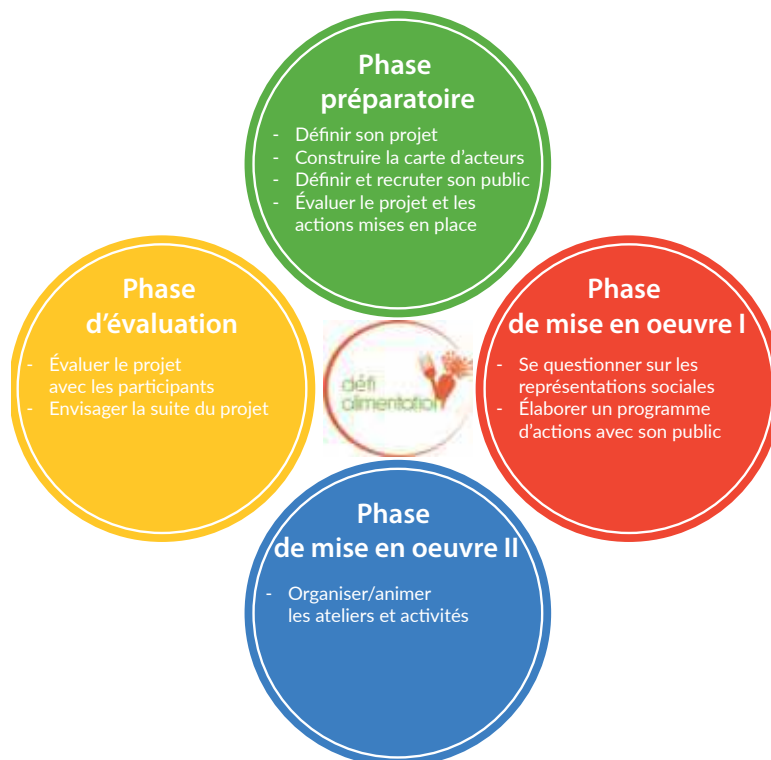 Phase
préparatoire
- Définir son projet
- Construire la carte d'acteurs
- Définir et recruter son public
- Évaluer le projet et les
actions mises en place
Phase
d'évaluation
- Évaluer le projet
avec les participants
- Envisager la suite du projet
défi
alimentation
Phase
de mise en oeuvre I
- Se questionner sur les
représentations sociales
- Élaborer un programme
d'actions avec son public
Phase
de mise en oeuvre II
- Organiser/animer
les ateliers et activités